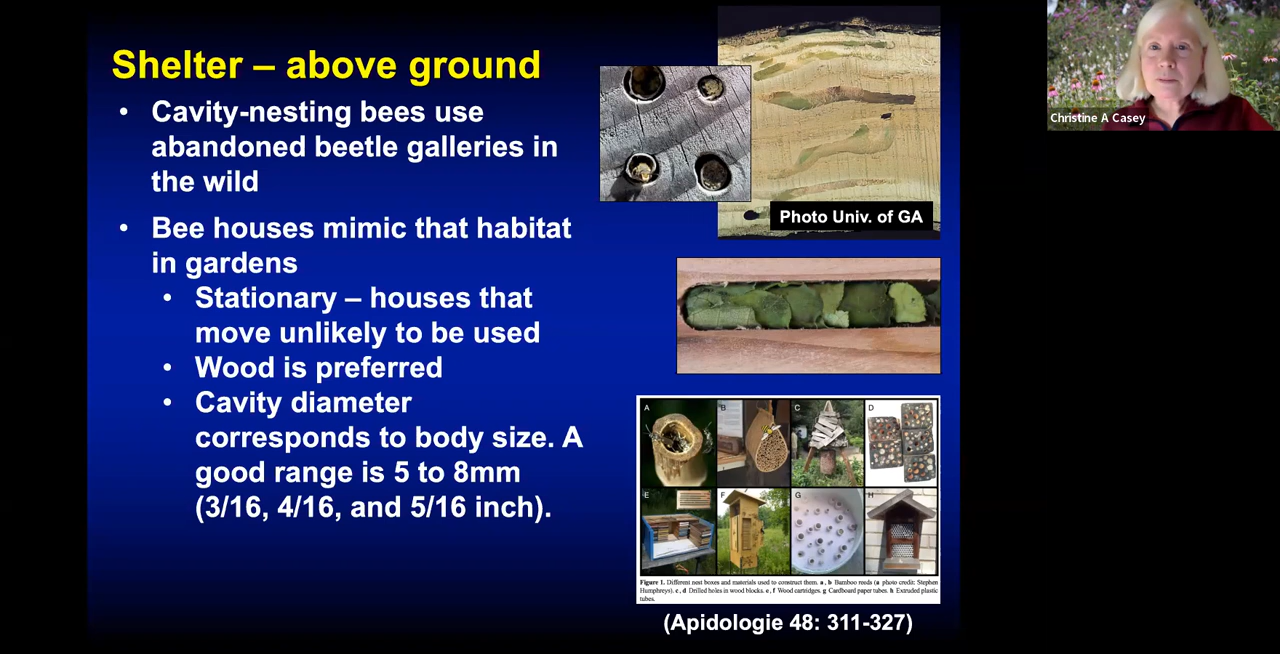 Shelter – above ground
• Cavity-nesting bees use
abandoned beetle galleries in
the wild
• Bee houses mimic that habitat
in gardens
• Stationary – houses that
move unlikely to be used
• Wood is preferred
• Cavity diameter
corresponds to body size. A
good range is 5 to 8mm
(3/16, 4/16, and 5/16 inch).
Photo Univ. of GA
A B C D
E F G H
Figure 1. Different nest boxes and materials used to construct them. a, b Bamboo reeds (a photo credit: Stephen
Humphreys). c, d Drilled holes in wood blocks. e, f Wood cartridges. g Cardboard paper tubes. h Extruded plastic
tubes.
(Apidologie 48: 311-327)
Christine A Casey